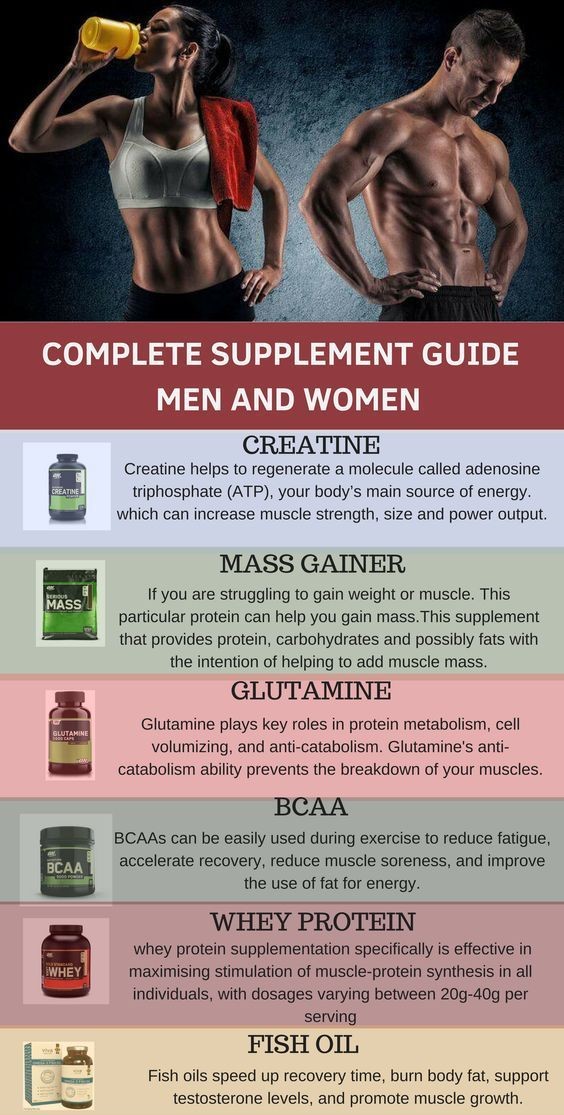 COMPLETE SUPPLEMENT GUIDE
MEN AND WOMEN
CREATINE
Creatine helps to regenerate a molecule called adenosine
triphosphate (ATP), your body's main source of energy.
which can increase muscle strength, size and power output.
CREATINE
MASS GAINER
If you are struggling to gain weight or muscle. This
particular protein can help you gain mass.This supplement
that provides protein, carbohydrates and possibly fats with
the intention of helping to add muscle mass.
SERIOUS
MASS
GLUTAMINE
Glutamine plays key roles in protein metabolism, cell
volumizing, and anti-catabolism. Glutamine's anti-
catabolism ability prevents the breakdown of your muscles.
GLUTAMINE
BCAA
BCAAs can be easily used during exercise to reduce fatigue,
accelerate recovery, reduce muscle soreness, and improve
the use of fat for energy.
BCAA
5000 POWDER
WHEY PROTEIN
whey protein supplementation specifically is effective in
maximising stimulation of muscle-protein synthesis in all
individuals, with dosages varying between 20g-40g per
serving
GOLD STANDARD
WHEY
FISH OIL
Fish oils speed up recovery time, burn body fat, support
testosterone levels, and promote muscle growth.
viva